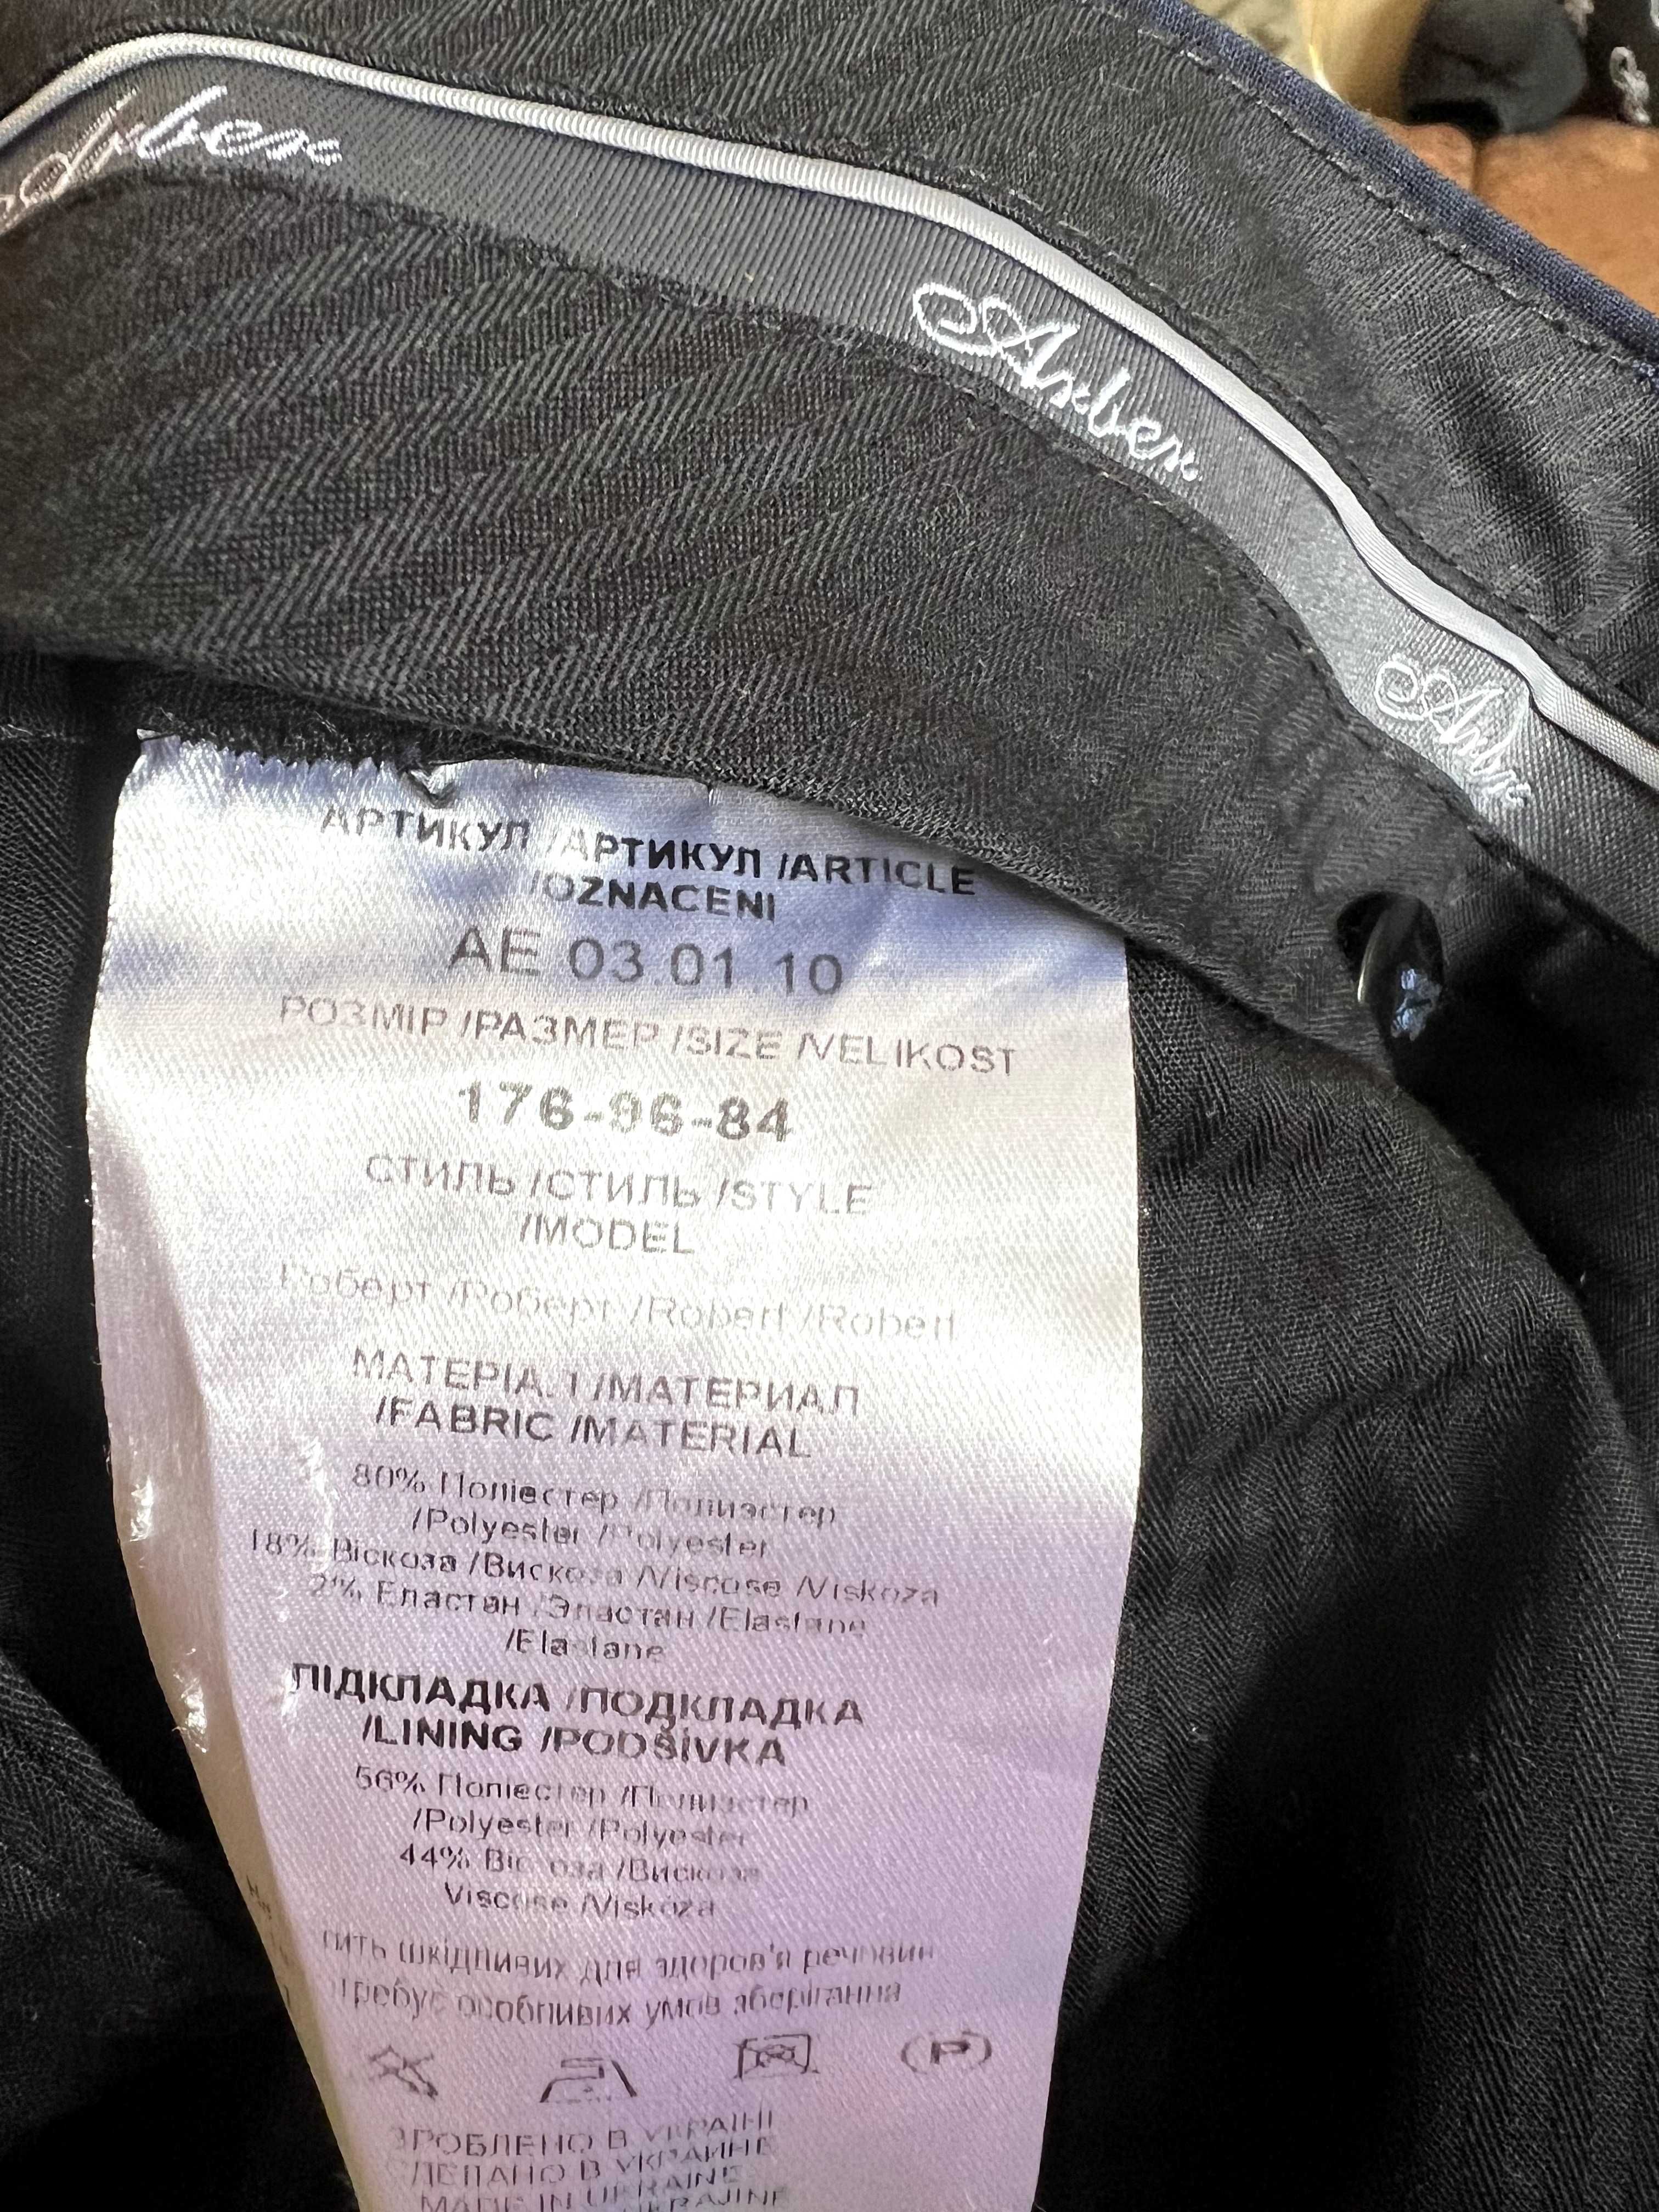 Arber
Arber
Arber
АРТИКУЛ /АРТИКУЛ /ARTICLE
/OZNACENI
АЕ 03.01.10
РОЗМІР /РАЗМЕР /SIZE /VELIKOST
176-96-84
СТИЛЬ /СТИЛЬ /STYLE
/MODEL
Роберт /Роберт /Robert /Robert
МАТЕРІАЛ /МАТЕРИАЛ
/FABRIC /MATERIAL
80% Поліестер /Полиэстер
/Polyester /Polyester
18% Віскоза /Вискоза /Viscose /Viskoza
2% Еластан /Эластан /Elastane
/Elastane
ПІДКЛАДКА /ПОДКЛАДКА
/LINING /PODŠÍVKA
56% Поліестер /Полиэстер
/Polyester /Polyester
44% Віскоза /Вискоза
Viscose /Viskoza
шкідливих для здоров'я речовин
особливих умов зберігання
P
ЗРОБЛЕНО В УКРАЇНІ
СДЕЛАНО В УКРАИНЕ
MADE IN UKRAINE